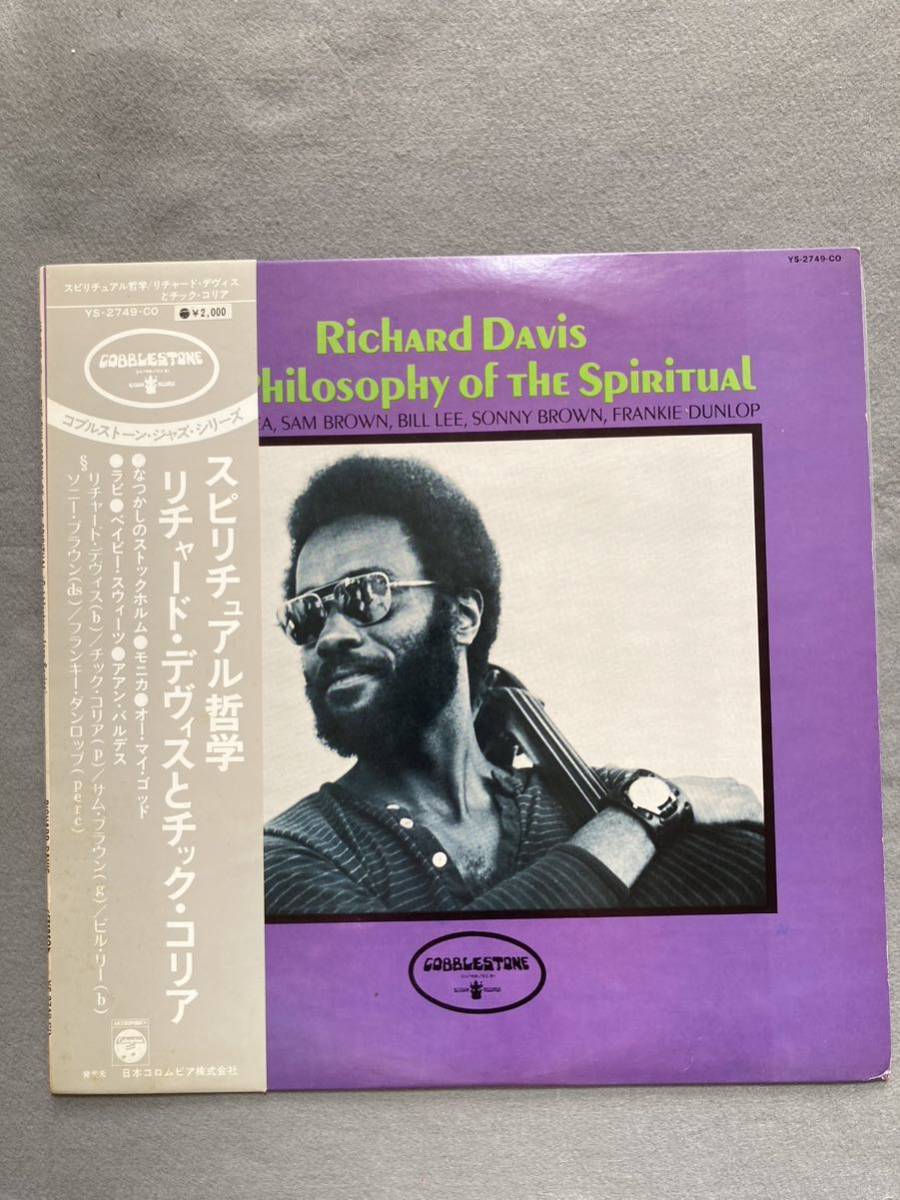 スピリチュアル哲学/リチャード・デヴィス
とチック・コリア
YS-2749-CO
¥2,000
COBBLESTONE
コブルストーン・ジャズ・シリーズ
スピリチュアル哲学
リチャード・デヴィスとチック・コリア
●なつかしのストックホルム●モニカ●オー・マイ・ゴッド
●ラビ●ベイビー・スウィーツ●アアン・バルデス
§リチャード・デヴィス(b)/チック・コリア(p)/サム・ブラウン(g)/ビル・リー(b)
ソニー・ブラウン(ds)/フランキー・ダンロップ(perc)
Columbia
発売元 日本コロムビア株式会社
YS-2749-CO
Richard Davis
Philosophy of the Spiritual
EA, SAM BROWN, BILL LEE, SONNY BROWN, FRANKIE DUNLOP
COBBLESTONE
DISTRIBUTED BY
BUDDAH RECORDS